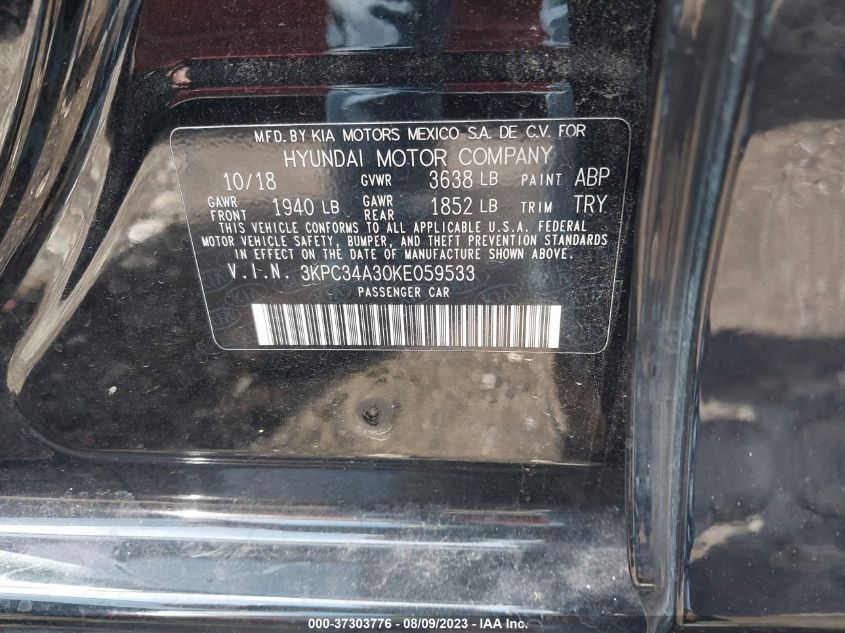 MFD. BY KIA MOTORS MEXICO S.A. DE C.V. FOR
HYUNDAI MOTOR COMPANY
10/18 GVWR 3638 LB PAINT ABP
GAWR FRONT 1940 LB GAWR REAR 1852 LB TRIM TRY
THIS VEHICLE CONFORMS TO ALL APPLICABLE U.S.A. FEDERAL
MOTOR VEHICLE SAFETY, BUMPER, AND THEFT PREVENTION STANDARDS
IN EFFECT ON THE DATE OF MANUFACTURE SHOWN ABOVE.
V.I.N. 3KPC34A30KE059533
PASSENGER CAR
000-37303776 - 08/09/2023 - IAA Inc.